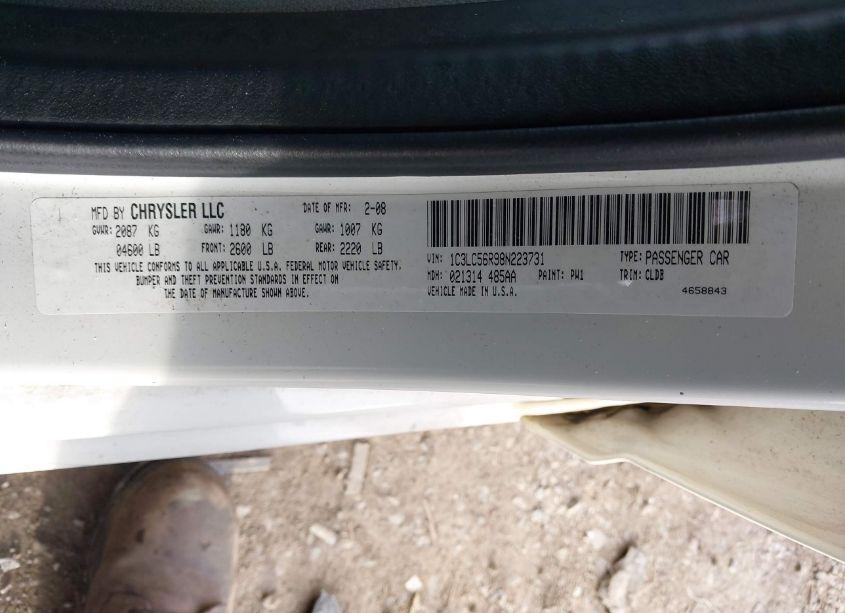 MFD BY CHRYSLER LLC DATE OF MFR: 2-08
GVWR: 2087 KG GAWR: 1180 KG GAWR: 1007 KG
04600 LB FRONT: 2600 LB REAR: 2220 LB
THIS VEHICLE CONFORMS TO ALL APPLICABLE U.S.A. FEDERAL MOTOR VEHICLE SAFETY,
BUMPER AND THEFT PREVENTION STANDARDS IN EFFECT ON
THE DATE OF MANUFACTURE SHOWN ABOVE.
VIN: 1C3LC56R98N223731 TYPE: PASSENGER CAR
MDH: 021314 485AA PAINT: PW1 TRIM: CLDB
VEHICLE MADE IN U.S.A. 4658843